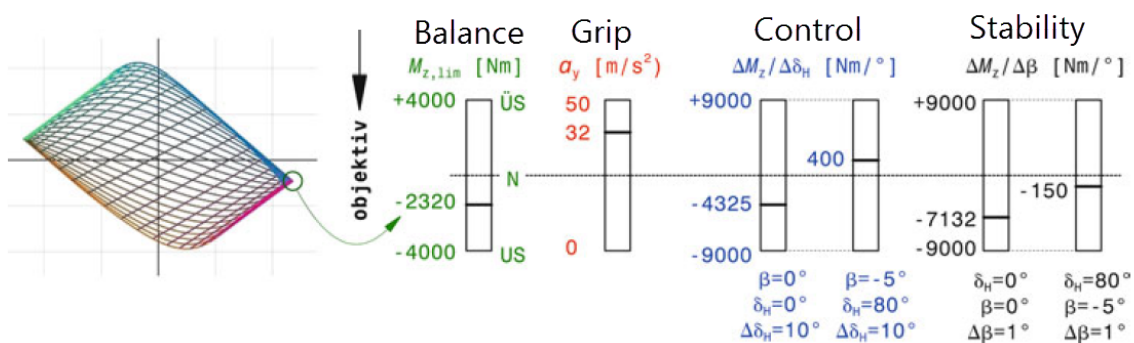 Balance
Grip
Control
Stability
M_z,lim [Nm]
a_y [m/s²]
ΔM_z/Δδ_H [Nm/°]
ΔM_z/Δβ [Nm/°]
objektiv
+4000
ÜS
N
-2320
-4000
US
50
32
0
+9000
400
-4325
-9000
+9000
-150
-7132
-9000
β=0°
β=-5°
δ_H=0°
δ_H=80°
δ_H=0°
δ_H=80°
β=0°
β=-5°
Δδ_H=10°
Δδ_H=10°
Δβ=1°
Δβ=1°